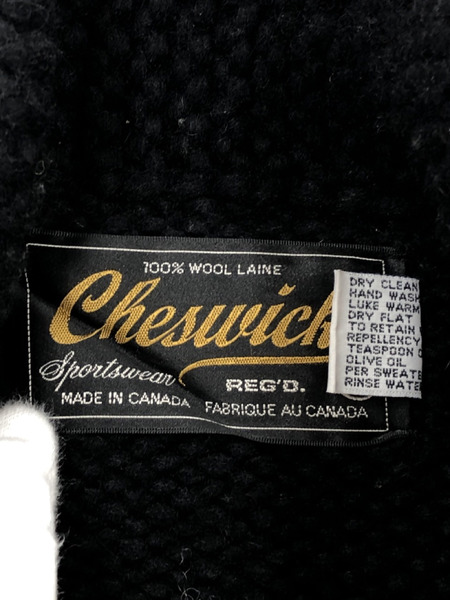 100% WOOL LAINE
Cheswick
Sportswear
REG'D.
MADE IN CANADA FABRIQUE AU CANADA
DRY CLEAN
HAND WASH
LUKE WARM
DRY FLAT
TO RETAIN
REPELLENCY
TEASPOON
OLIVE OIL
PER SWEATE
RINSE WATE